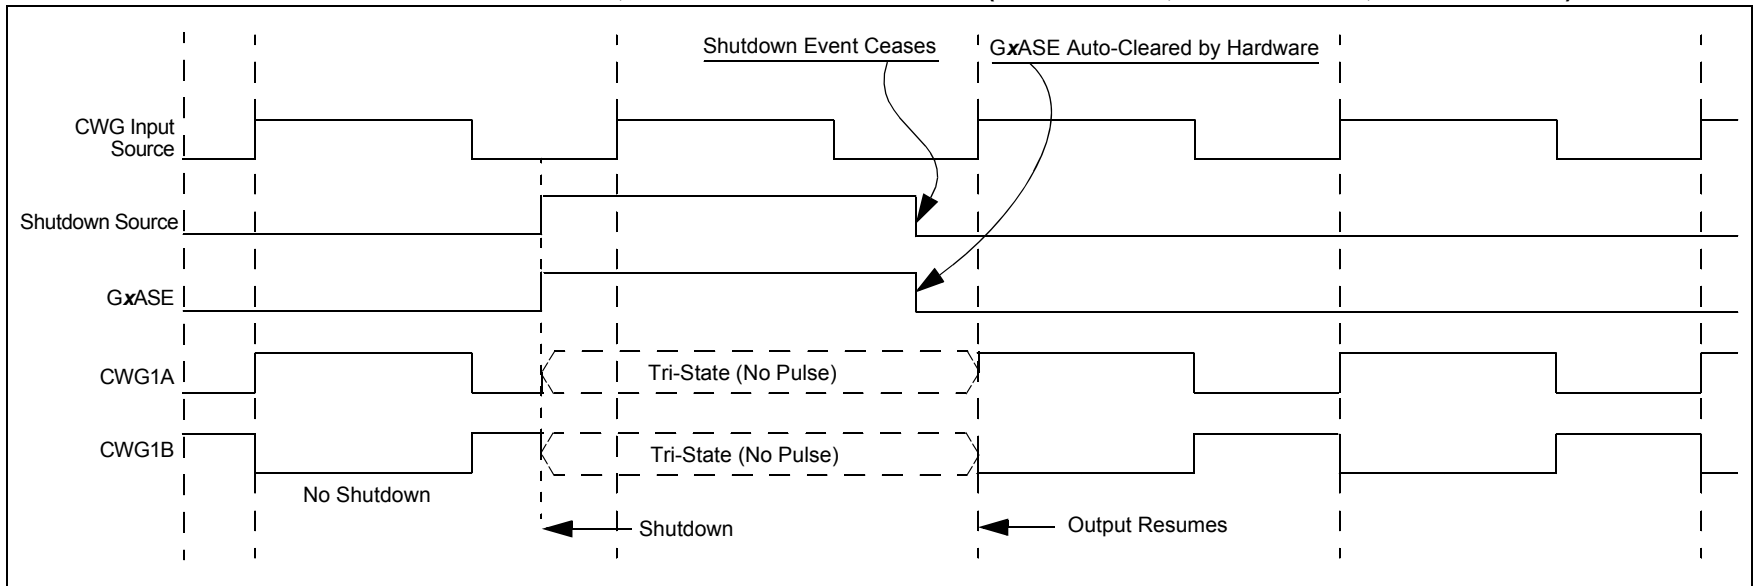 Shutdown Event Ceases
GxASE Auto-Cleared by Hardware
CWG Input
Source
Shutdown Source
GxASE
CWG1A
Tri-State (No Pulse)
CWG1B
Tri-State (No Pulse)
No Shutdown
Shutdown
Output Resumes